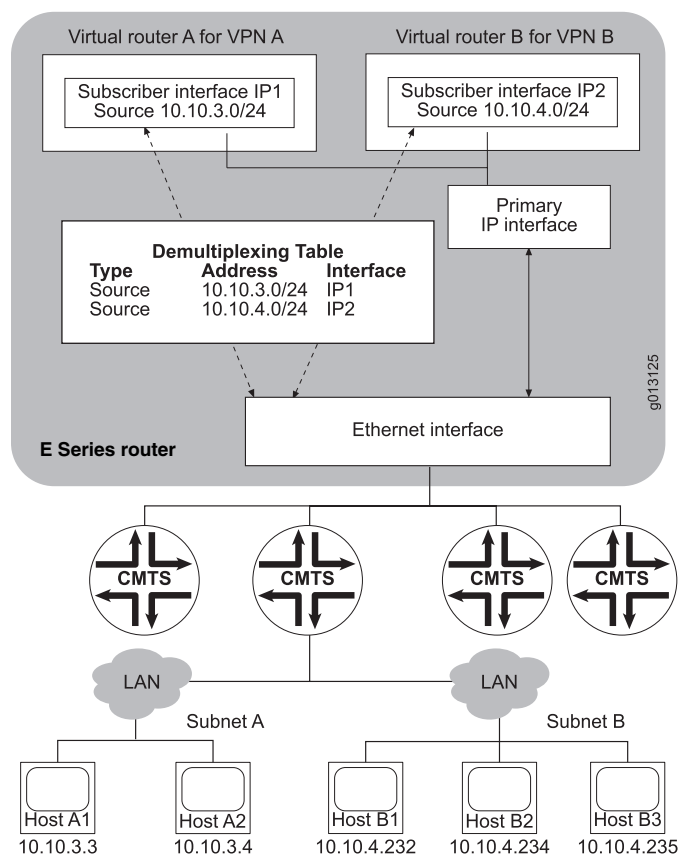 Virtual router A for VPN A
Virtual router B for VPN B
Subscriber interface IP1
Source 10.10.3.0/24
Subscriber interface IP2
Source 10.10.4.0/24
Primary
IP interface
Demultiplexing Table
Type Address Interface
Source 10.10.3.0/24 IP1
Source 10.10.4.0/24 IP2
g013125
Ethernet interface
E Series router
CMTS
CMTS
CMTS
CMTS
LAN
LAN
Subnet A
Subnet B
Host A1
Host A2
Host B1
Host B2
Host B3
10.10.3.3
10.10.3.4
10.10.4.232
10.10.4.234
10.10.4.235